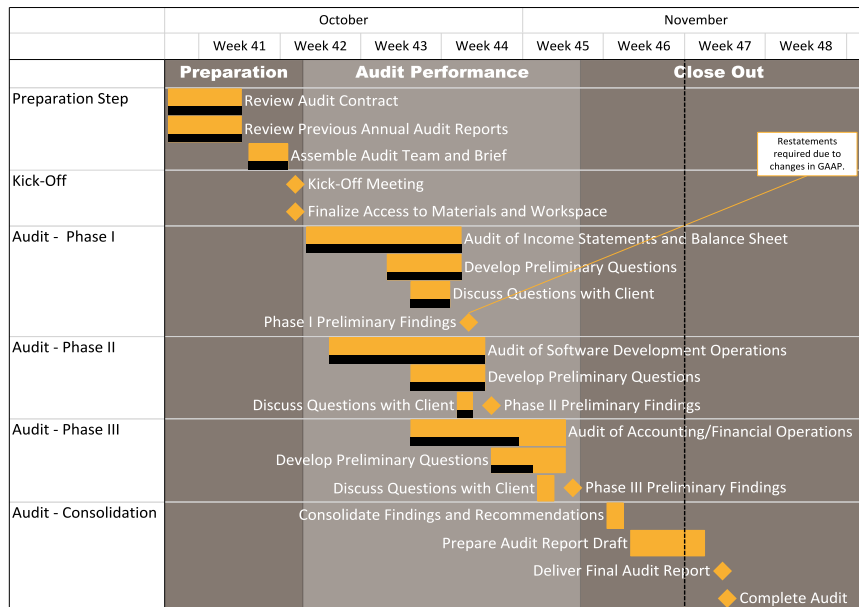 October November
Week 41 Week 42 Week 43 Week 44 Week 45 Week 46 Week 47 Week 48
Preparation Audit Performance Close Out
Preparation Step
Review Audit Contract
Review Previous Annual Audit Reports
Assemble Audit Team and Brief
Restatements
required due to
changes in GAAP.
Kick-Off
Kick-Off Meeting
Finalize Access to Materials and Workspace
Audit - Phase I
Audit of Income Statements and Balance Sheet
Develop Preliminary Questions
Discuss Questions with Client
Phase I Preliminary Findings
Audit - Phase II
Audit of Software Development Operations
Develop Preliminary Questions
Discuss Questions with Client Phase II Preliminary Findings
Audit - Phase III
Audit of Accounting/Financial Operations
Develop Preliminary Questions
Discuss Questions with Client Phase III Preliminary Findings
Audit - Consolidation
Consolidate Findings and Recommendations
Prepare Audit Report Draft
Deliver Final Audit Report
Complete Audit